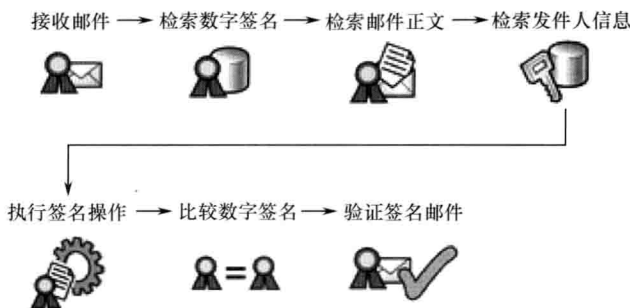 接收邮件 → 检索数字签名 → 检索邮件正文 → 检索发件人信息
执行签名操作 → 比较数字签名 → 验证签名邮件